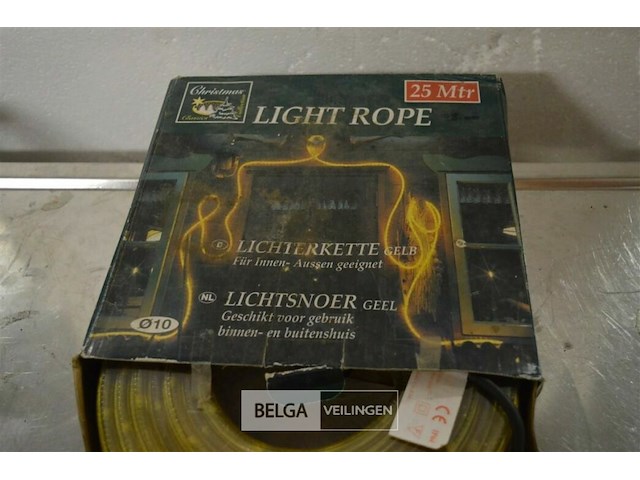 Christmas
25 Mtr
LIGHT ROPE
D LICHTERKETTE GELB
Für Innen- Aussen geeignet
NL LICHTSNOER GEEL
Geschikt voor gebruik
binnen- en buitenshuis
Ø10
CE
BELGA VEILINGEN